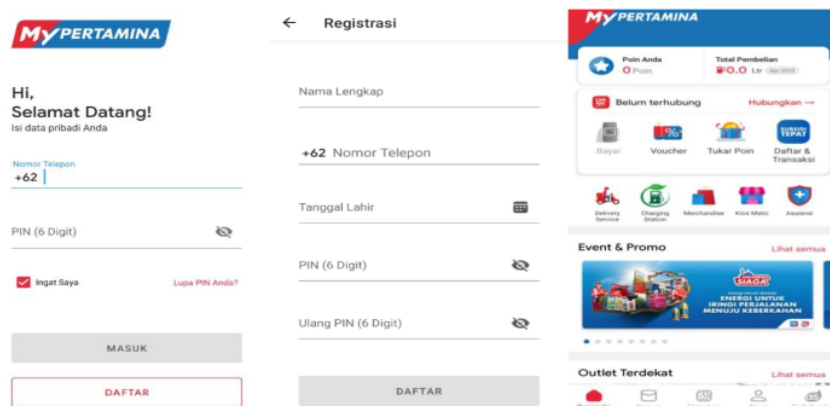 MyPERTAMINA
Hi,
Selamat Datang!
Isi data pribadi Anda
Nomor Telepon
+62
PIN (6 Digit)
Ingat Saya
Lupa PIN Anda?
MASUK
DAFTAR
Registrasi
Nama Lengkap
+62 Nomor Telepon
Tanggal Lahir
PIN (6 Digit)
Ulang PIN (6 Digit)
DAFTAR
MyPERTAMINA
Poin Anda
0 Poin
Total Pembelian
0.0 Ltr Apr 2023
Belum terhubung
Hubungkan
Bayar
Voucher
Tukar Poin
SUBSIDI TEPAT
Daftar & Transaksi
Delivery Service
Charging Station
Merchandise
Kios Matic
Asuransi
Event & Promo
Lihat semua
SIAGA
ENERGI UNTUK
IRINGI PERJALANAN
MENUJU KEBERKAHAN
Outlet Terdekat
Lihat semua